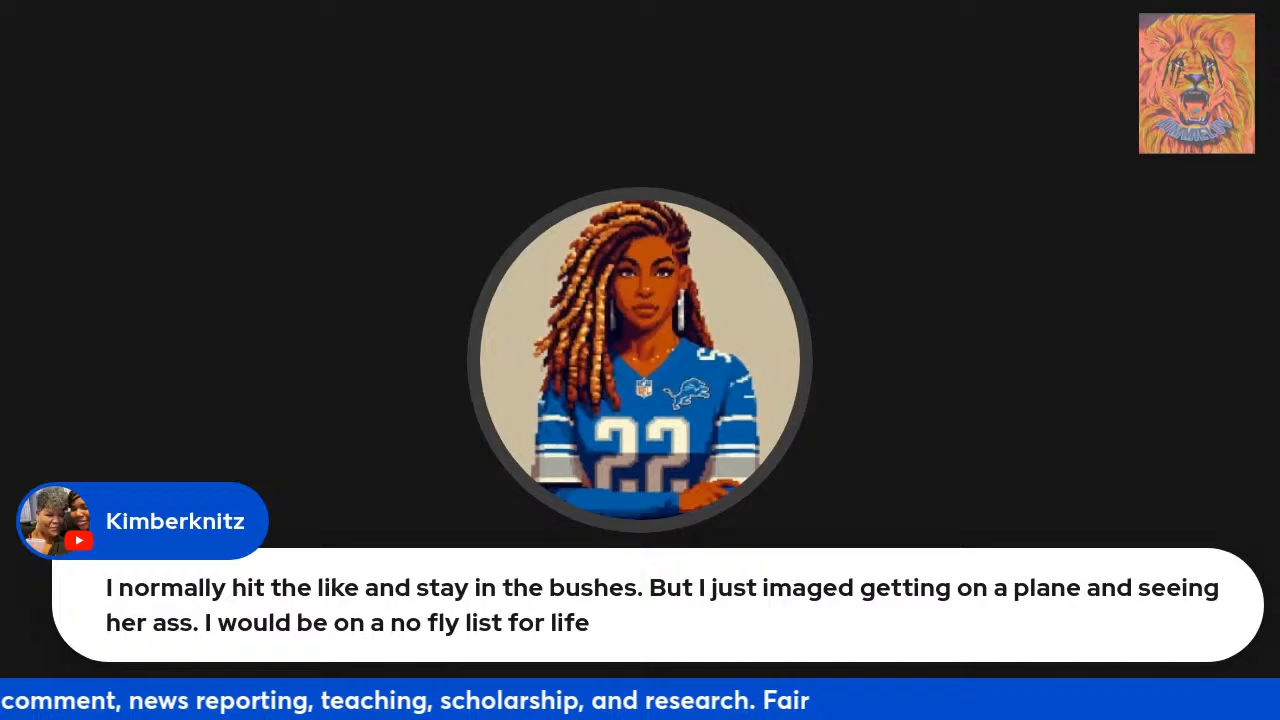 22
Kimberknitz
I normally hit the like and stay in the bushes. But I just imaged getting on a plane and seeing
her ass. I would be on a no fly list for life
comment, news reporting, teaching, scholarship, and research. Fair